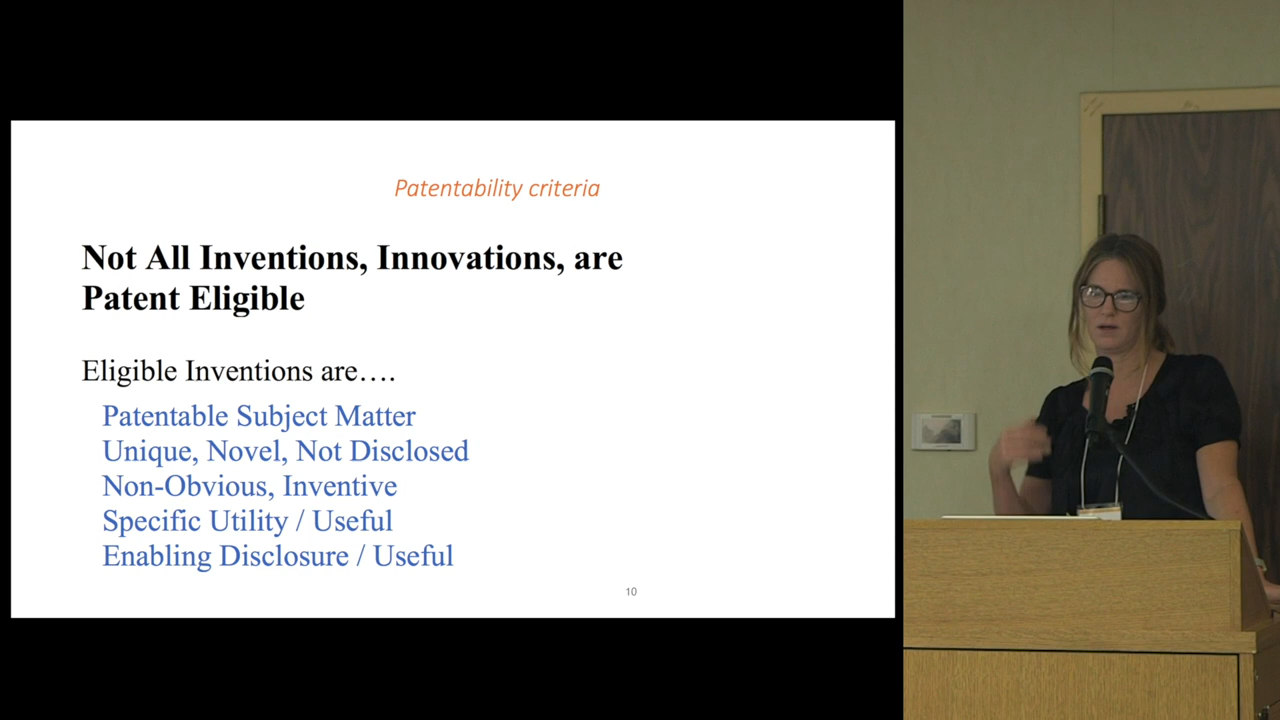 Patentability criteria
Not All Inventions, Innovations, are
Patent Eligible
Eligible Inventions are….
Patentable Subject Matter
Unique, Novel, Not Disclosed
Non-Obvious, Inventive
Specific Utility / Useful
Enabling Disclosure / Useful
10